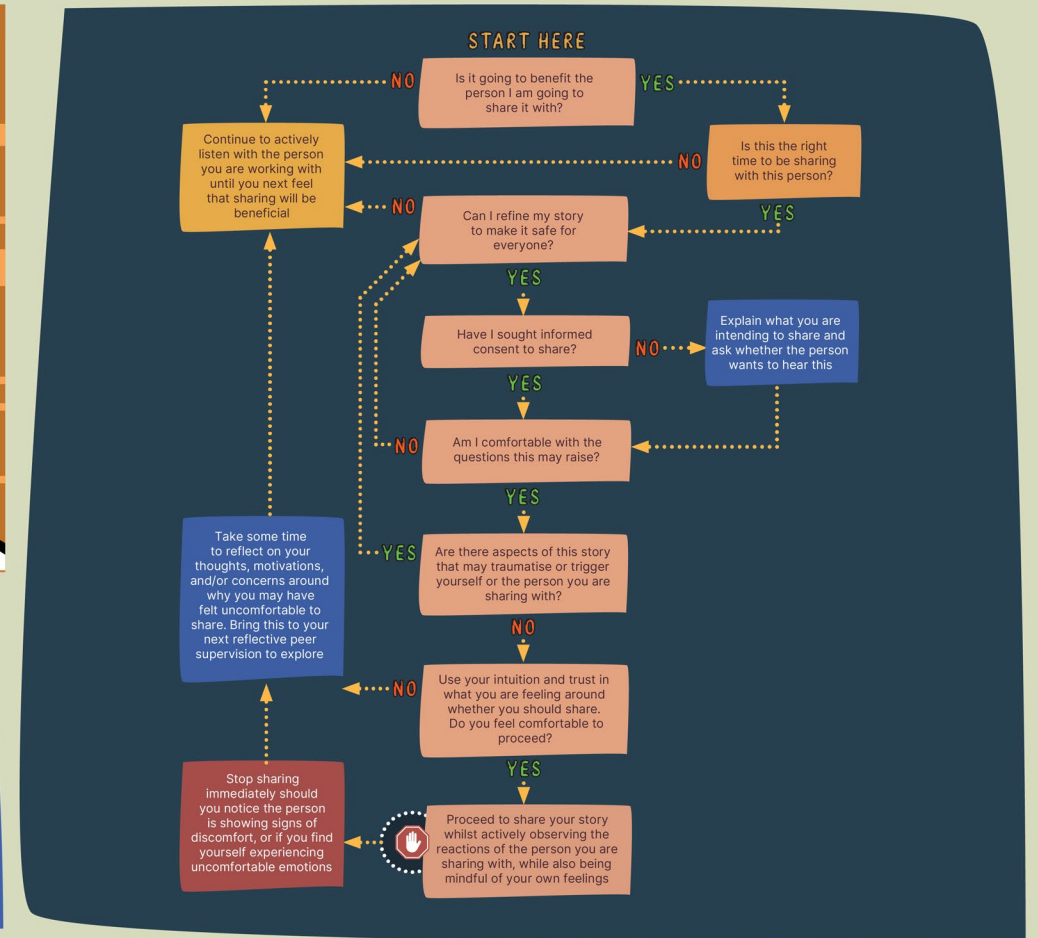 START HERE
Is it going to benefit the
person I am going to
share it with?
NO
YES
Continue to actively
listen with the person
you are working with
until you next feel
that sharing will be
beneficial
Is this the right
time to be sharing
with this person?
NO
YES
Can I refine my story
to make it safe for
everyone?
NO
YES
Have I sought informed
consent to share?
NO
Explain what you are
intending to share and
ask whether the person
wants to hear this
YES
Am I comfortable with the
questions this may raise?
NO
YES
Are there aspects of this story
that may traumatise or trigger
yourself or the person you are
sharing with?
YES
NO
Take some time
to reflect on your
thoughts, motivations,
and/or concerns around
why you may have
felt uncomfortable to
share. Bring this to your
next reflective peer
supervision to explore
Use your intuition and trust in
what you are feeling around
whether you should share.
Do you feel comfortable to
proceed?
NO
YES
Stop sharing
immediately should
you notice the person
is showing signs of
discomfort, or if you find
yourself experiencing
uncomfortable emotions
Proceed to share your story
whilst actively observing the
reactions of the person you are
sharing with, while also being
mindful of your own feelings